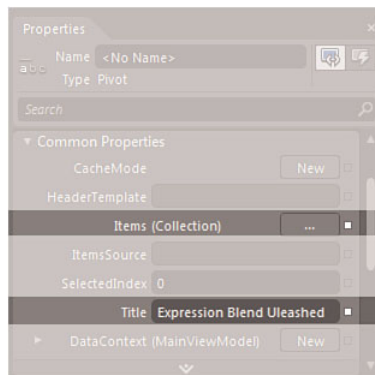 Properties ×
Name <No Name>
abc
Type Pivot
Search
Common Properties
CacheMode New
HeaderTemplate
Items (Collection) ...
ItemsSource
SelectedIndex 0
Title Expression Blend Uleashed
DataContext (MainViewModel) New